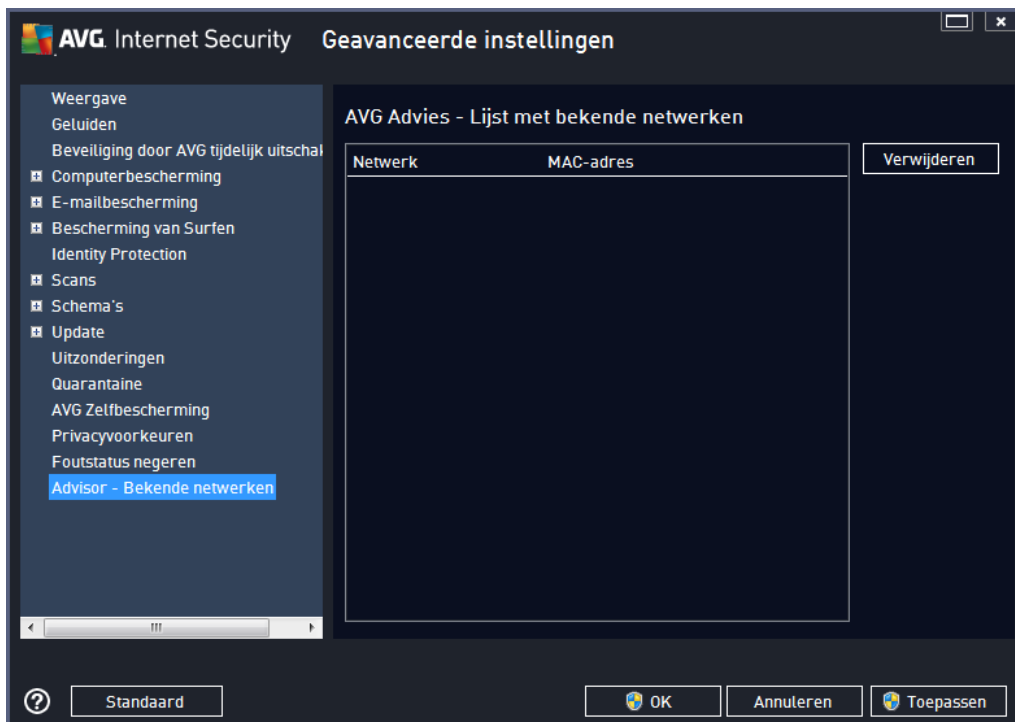 AVG. Internet Security Geavanceerde instellingen
Weergave
Geluiden
Beveiliging door AVG tijdelijk uitschak
Computerbescherming
E-mailbescherming
Bescherming van Surfen
Identity Protection
Scans
Schema's
Update
Uitzonderingen
Quarantaine
AVG Zelfbescherming
Privacyvoorkeuren
Foutstatus negeren
Advisor - Bekende netwerken
AVG Advies - Lijst met bekende netwerken
Netwerk MAC-adres
Verwijderen
? Standaard OK Annuleren Toepassen